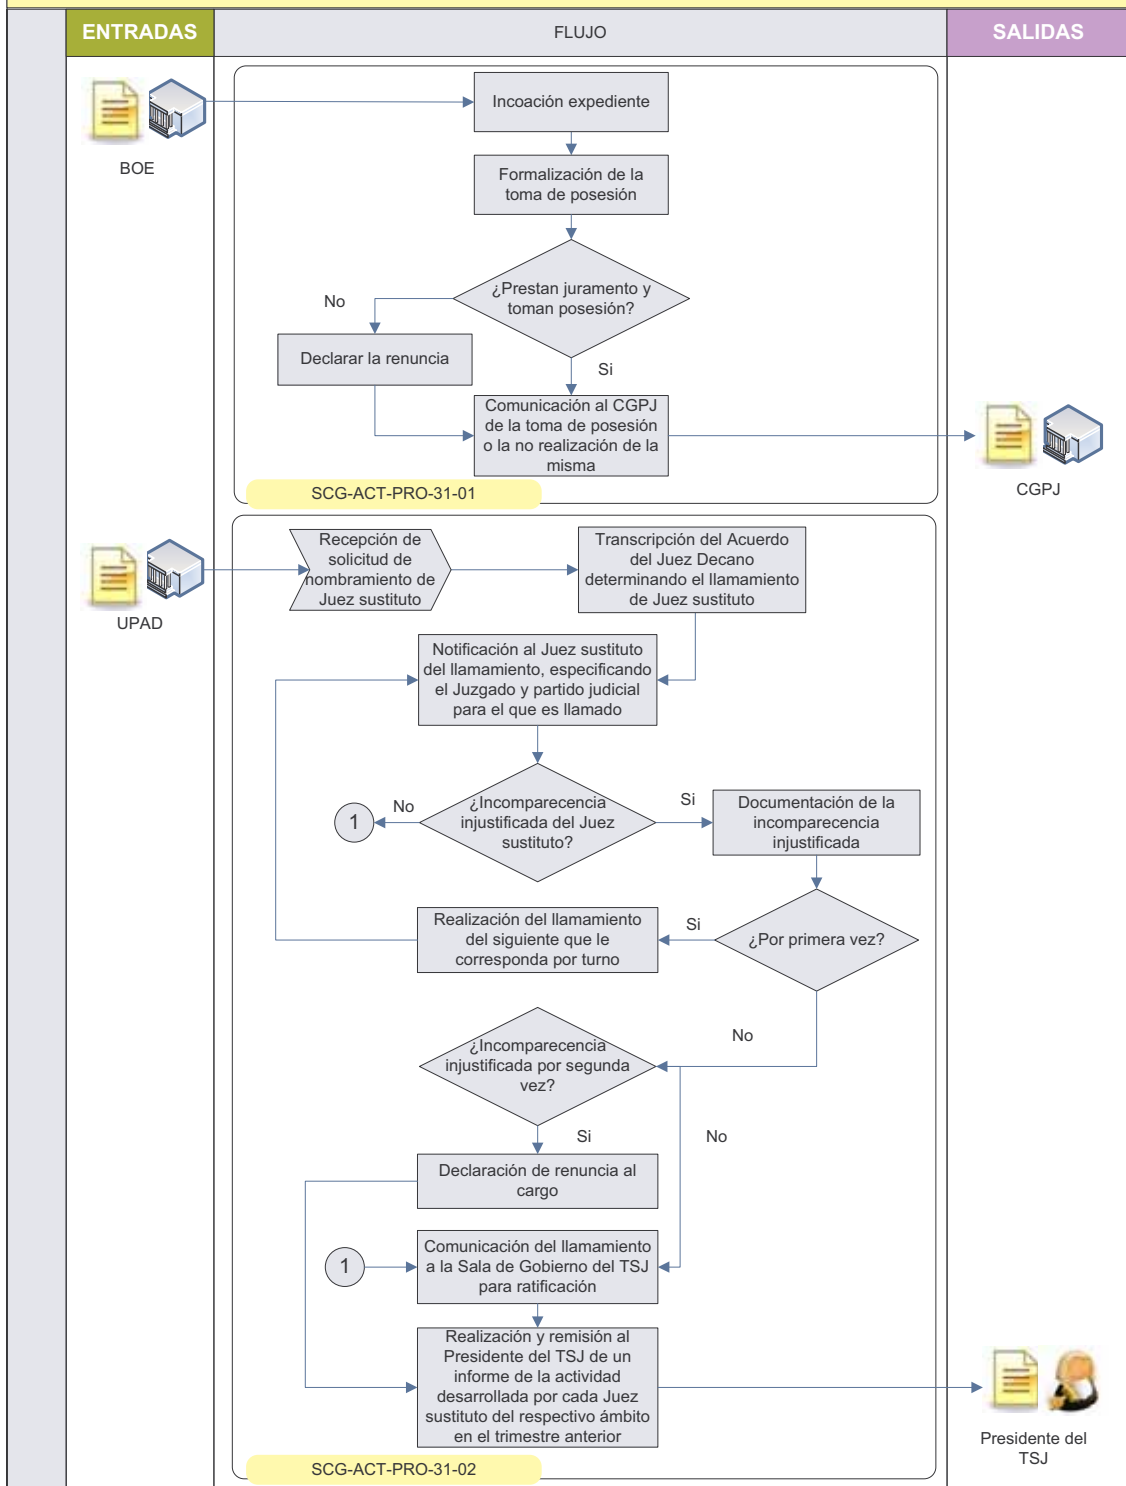 ENTRADAS
FLUJO
SALIDAS
BOE
Incoación expediente
Formalización de la
toma de posesión
¿Prestan juramento y
toman posesión?
No
Declarar la renuncia
Si
Comunicación al CGPJ
de la toma de posesión
o la no realización de la
misma
CGPJ
SCG-ACT-PRO-31-01
UPAD
Recepción de
solicitud de
nombramiento de
Juez sustituto
Transcripción del Acuerdo
del Juez Decano
determinando el llamamiento
de Juez sustituto
Notificación al Juez sustituto
del llamamiento, especificando
el Juzgado y partido judicial
para el que es llamado
¿Incomparecencia
injustificada del Juez
sustituto?
No
1
Si
Documentación de la
incomparecencia
injustificada
¿Por primera vez?
Si
Realización del llamamiento
del siguiente que le
corresponda por turno
No
¿Incomparecencia
injustificada por segunda
vez?
Si
No
Declaración de renuncia al
cargo
1
Comunicación del llamamiento
a la Sala de Gobierno del TSJ
para ratificación
Realización y remisión al
Presidente del TSJ de un
informe de la actividad
desarrollada por cada Juez
sustituto del respectivo ámbito
en el trimestre anterior
Presidente del
TSJ
SCG-ACT-PRO-31-02